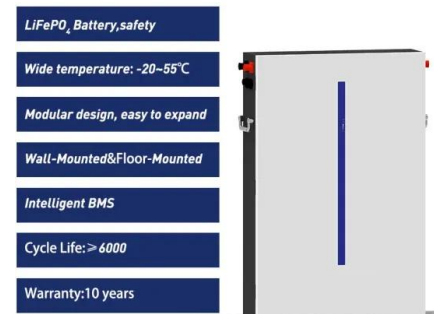 LiFePO₄ Battery,safety
Wide temperature: -20~55℃
Modular design, easy to expand
Wall-Mounted&Floor-Mounted
Intelligent BMS
Cycle Life:≥6000
Warranty:10 years